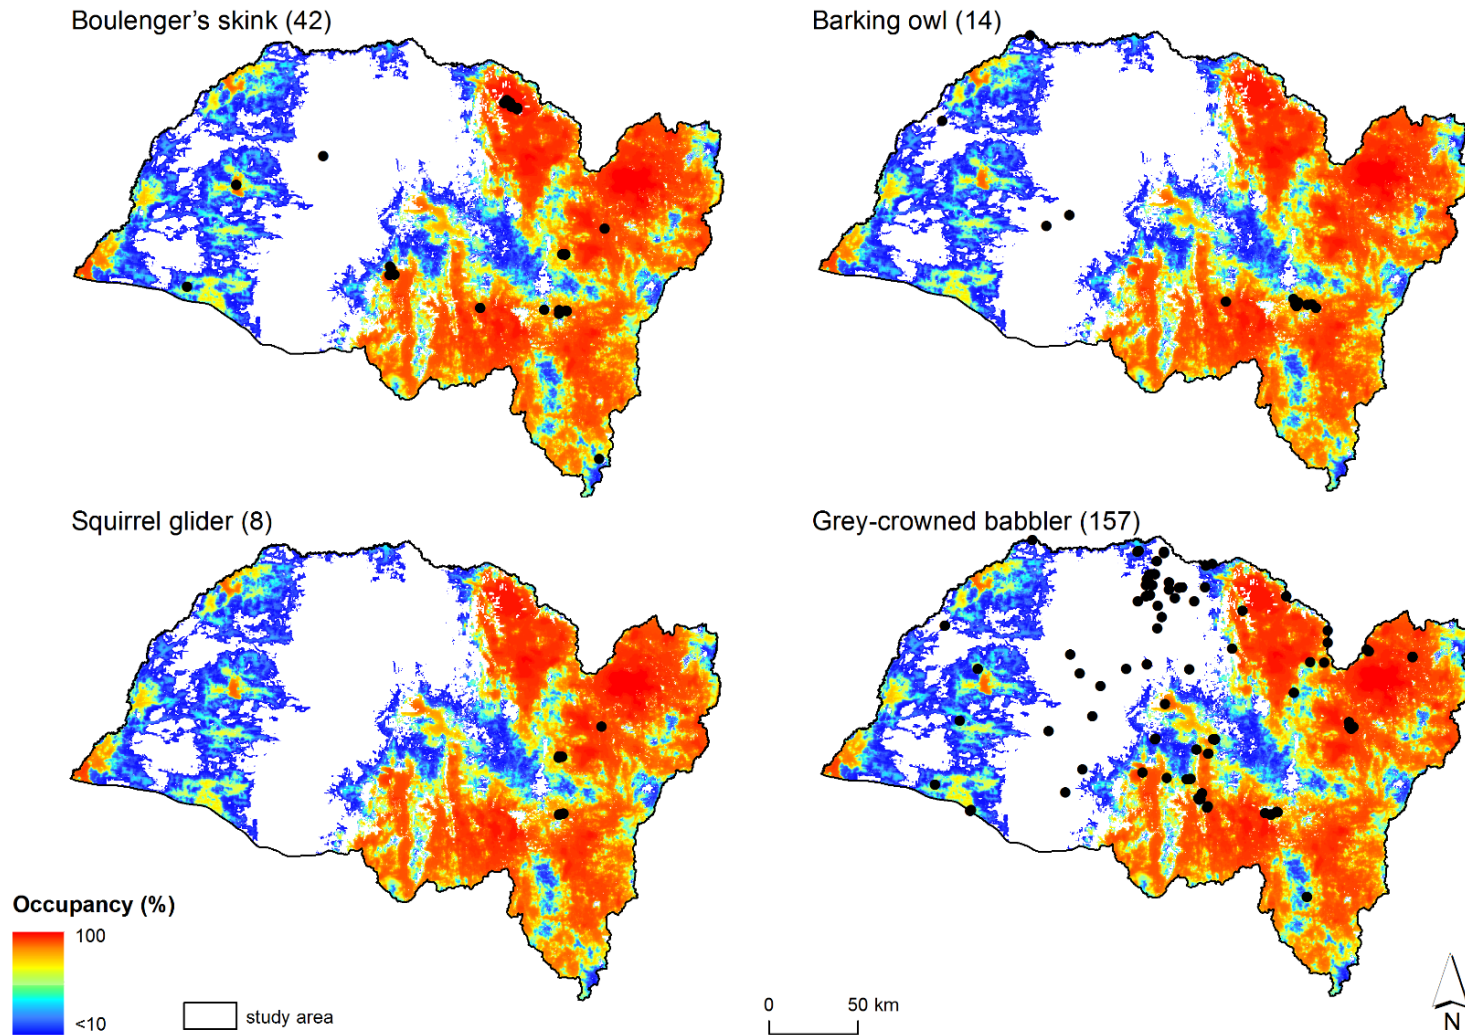 Boulenger’s skink (42)
Barking owl (14)
Squirrel glider (8)
Grey-crowned babbler (157)
Occupancy (%)
100
<10
study area
0 50 km
N